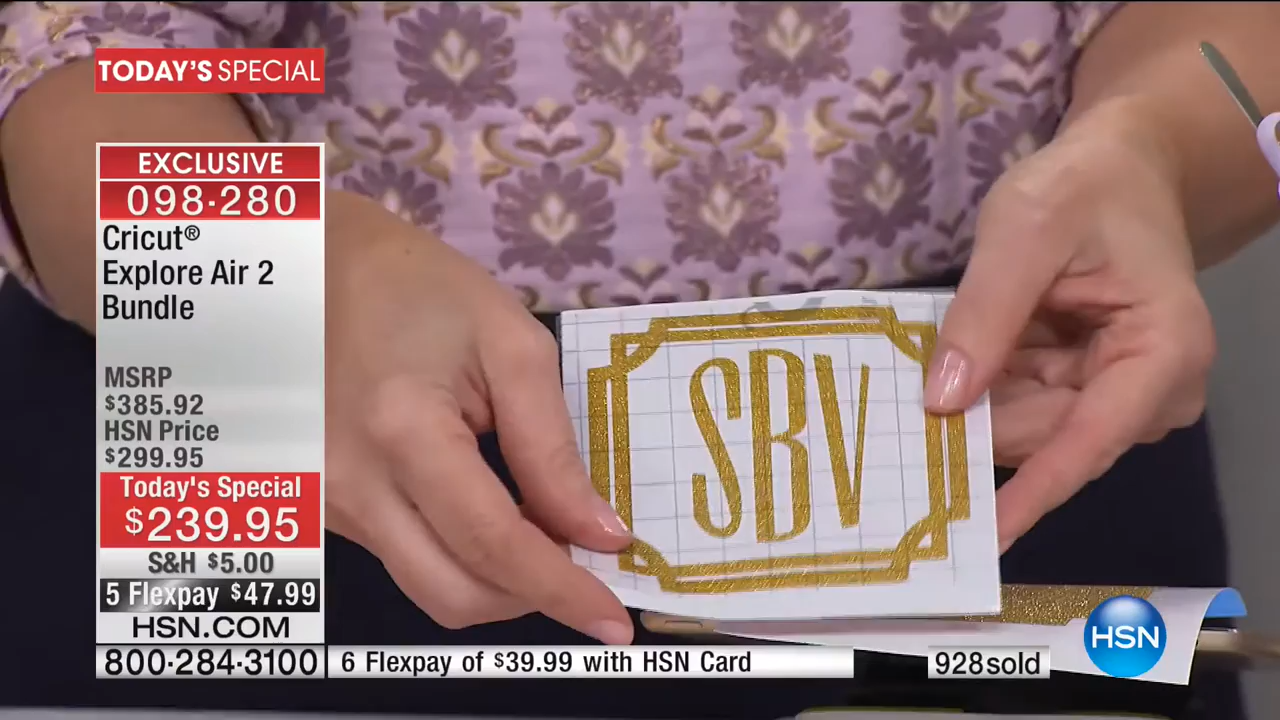 TODAY'S SPECIAL
EXCLUSIVE
098·280
Cricut®
Explore Air 2
Bundle
MSRP
$385.92
HSN Price
$299.95
Today's Special
$239.95
S&H $5.00
5 Flexpay $47.99
HSN.COM
800·284·3100
6 Flexpay of $39.99 with HSN Card
928sold
HSN
SBV